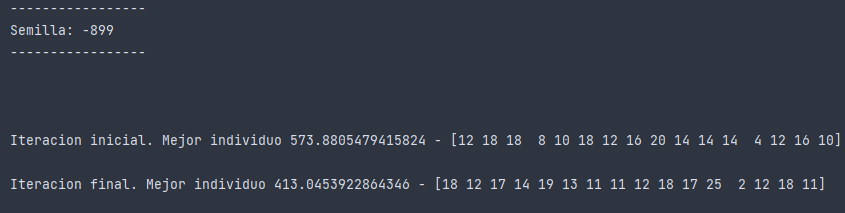 -----------------
Semilla: -899
-----------------
Iteracion inicial. Mejor individuo 573.8805479415824 - [12 18 18  8 10 18 12 16 20 14 14 14  4 12 16 10]
Iteracion final. Mejor individuo 413.0453922864346 - [18 12 17 14 19 13 11 11 12 18 17 25  2 12 18 11]